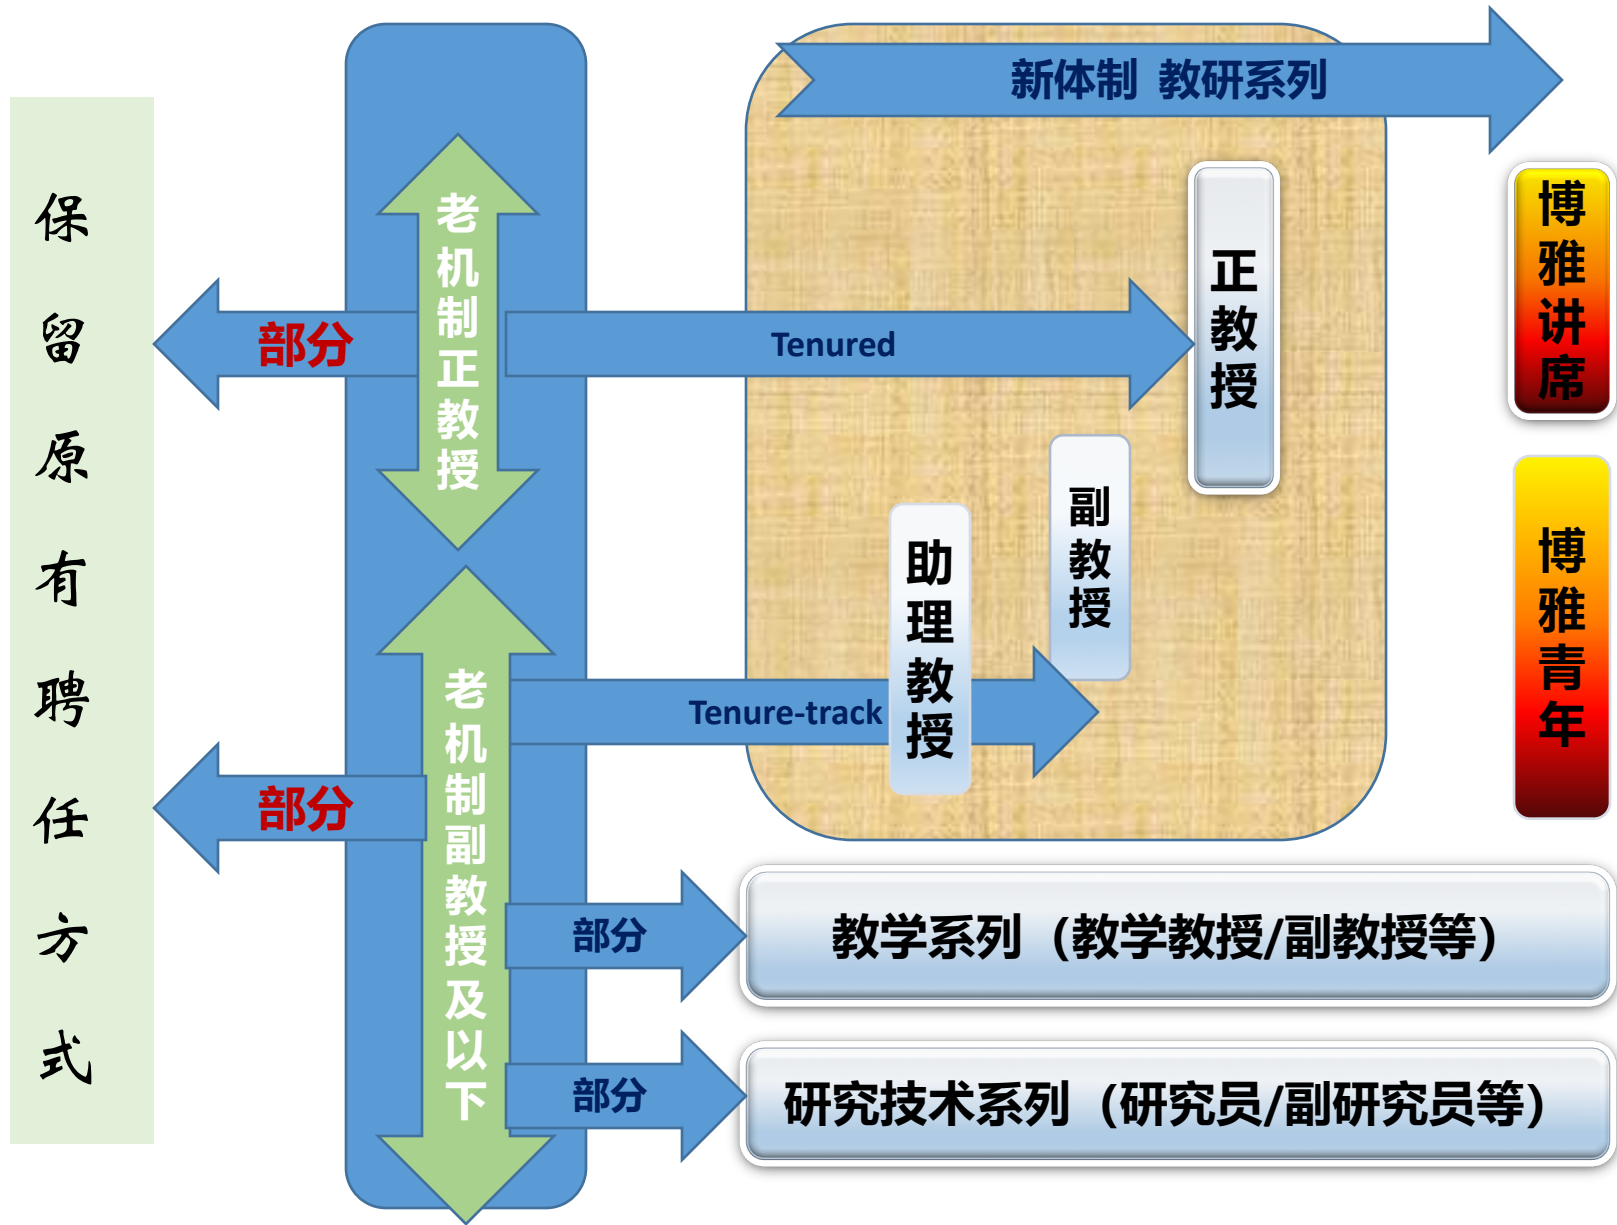 新体制 教研系列
保留原有聘任方式
老机制正教授
部分
Tenured
正教授
博雅讲席
副教授
助理教授
博雅青年
老机制副教授及以下
Tenure-track
部分
部分
教学系列（教学教授/副教授等）
部分
研究技术系列（研究员/副研究员等）